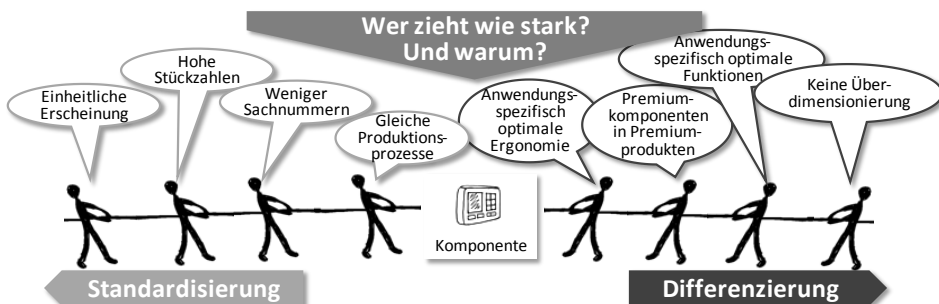 Wer zieht wie stark?
Und warum?
Einheitliche
Erscheinung
Hohe
Stückzahlen
Weniger
Sachnummern
Gleiche
Produktions-
prozesse
Anwendungs-
spezifisch
optimale
Ergonomie
Premium-
komponenten
in Premium-
produkten
Anwendungs-
spezifisch optimale
Funktionen
Keine Über-
dimensionierung
Komponente
Standardisierung
Differenzierung